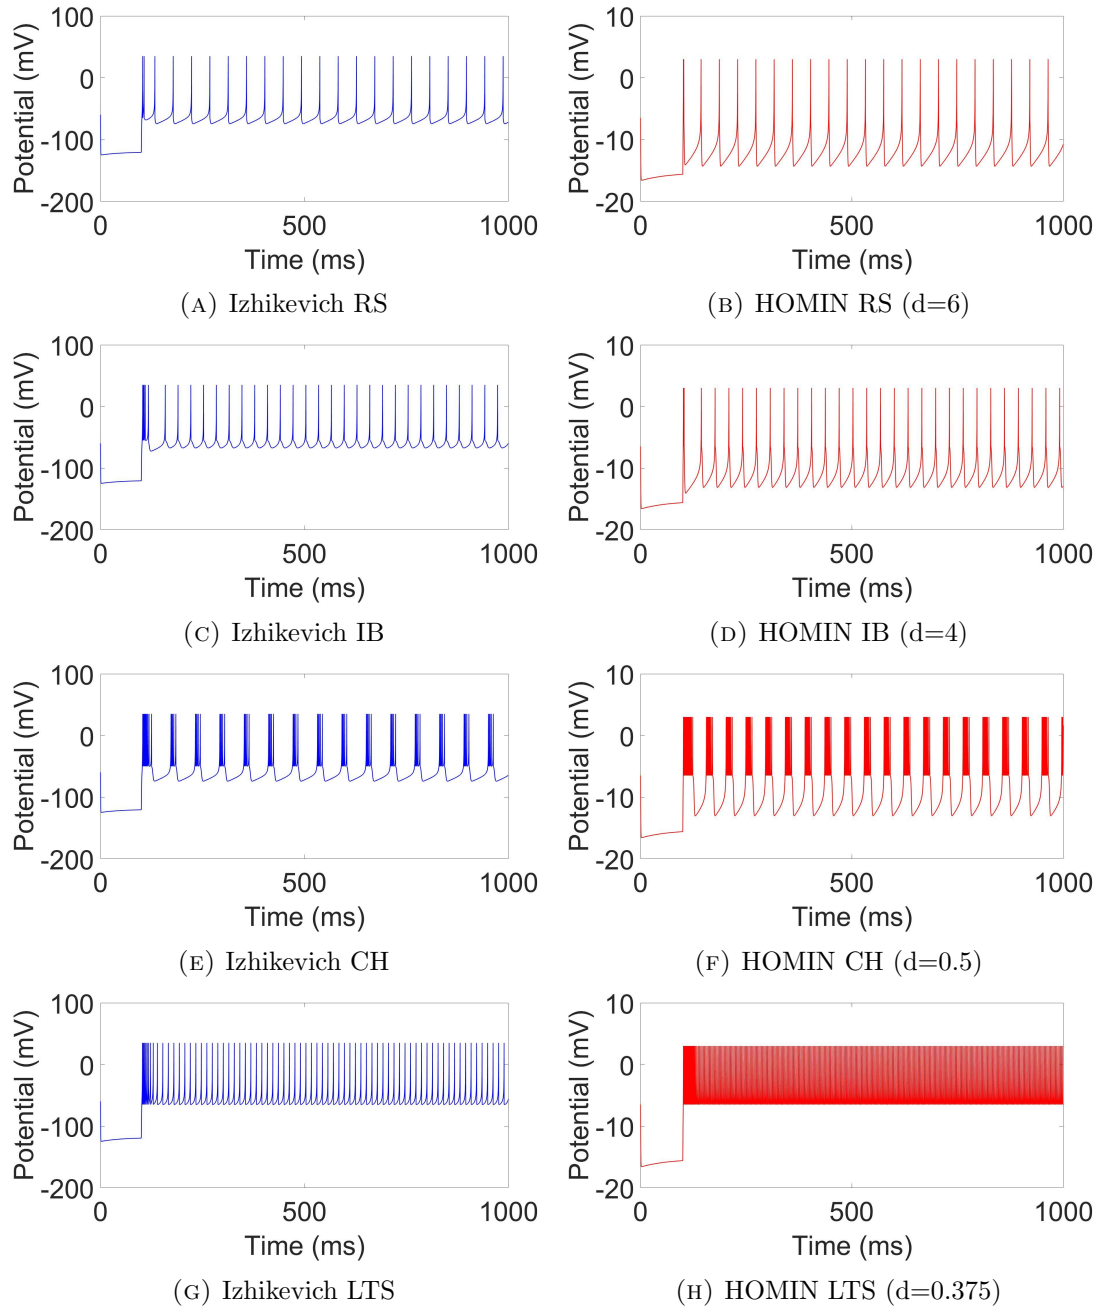 100 10
0 0
-100 -10
-200 -20
Potential (mV) Potential (mV)
0 500 1000 0 500 1000
Time (ms) Time (ms)
(A) Izhikevich RS (B) HOMIN RS (d=6)
100 10
0 0
-100 -10
-200 -20
Potential (mV) Potential (mV)
0 500 1000 0 500 1000
Time (ms) Time (ms)
(C) Izhikevich IB (D) HOMIN IB (d=4)
100 10
0 0
-100 -10
-200 -20
Potential (mV) Potential (mV)
0 500 1000 0 500 1000
Time (ms) Time (ms)
(E) Izhikevich CH (F) HOMIN CH (d=0.5)
100 10
0 0
-100 -10
-200 -20
Potential (mV) Potential (mV)
0 500 1000 0 500 1000
Time (ms) Time (ms)
(G) Izhikevich LTS (H) HOMIN LTS (d=0.375)